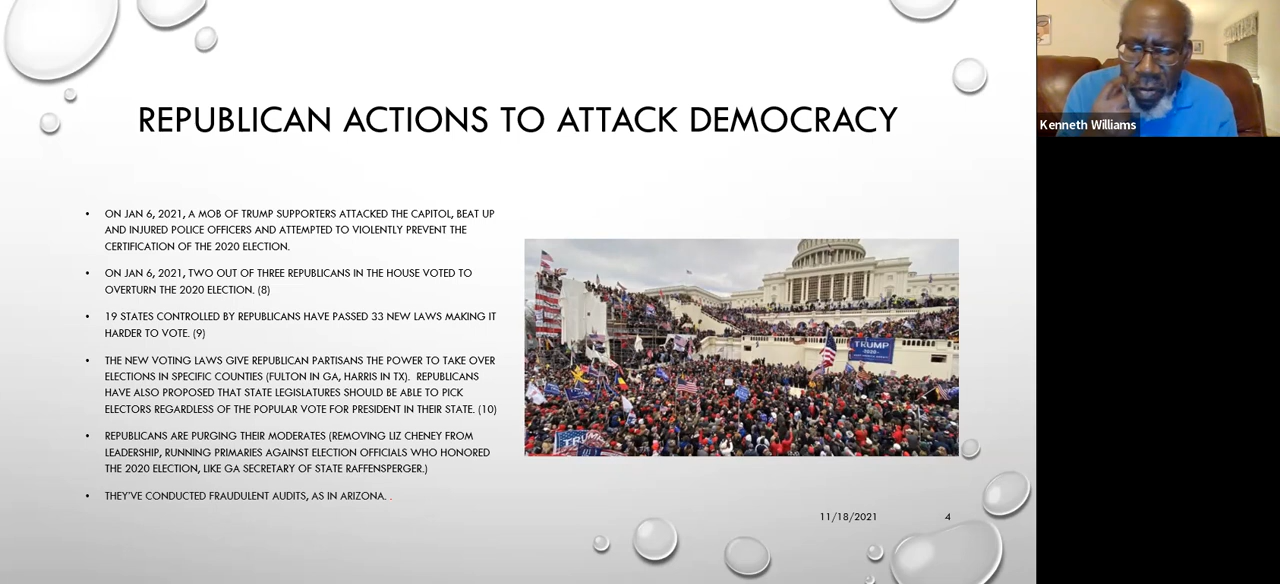 REPUBLICAN ACTIONS TO ATTACK DEMOCRACY
• ON JAN 6, 2021, A MOB OF TRUMP SUPPORTERS ATTACKED THE CAPITOL, BEAT UP
AND INJURED POLICE OFFICERS AND ATTEMPTED TO VIOLENTLY PREVENT THE
CERTIFICATION OF THE 2020 ELECTION.
• ON JAN 6, 2021, TWO OUT OF THREE REPUBLICANS IN THE HOUSE VOTED TO
OVERTURN THE 2020 ELECTION. (8)
• 19 STATES CONTROLLED BY REPUBLICANS HAVE PASSED 33 NEW LAWS MAKING IT
HARDER TO VOTE. (9)
• THE NEW VOTING LAWS GIVE REPUBLICAN PARTISANS THE POWER TO TAKE OVER
ELECTIONS IN SPECIFIC COUNTIES (FULTON IN GA, HARRIS IN TX). REPUBLICANS
HAVE ALSO PROPOSED THAT STATE LEGISLATURES SHOULD BE ABLE TO PICK
ELECTORS REGARDLESS OF THE POPULAR VOTE FOR PRESIDENT IN THEIR STATE. (10)
• REPUBLICANS ARE PURGING THEIR MODERATES (REMOVING LIZ CHENEY FROM
LEADERSHIP, RUNNING PRIMARIES AGAINST ELECTION OFFICIALS WHO HONORED
THE 2020 ELECTION, LIKE GA SECRETARY OF STATE RAFFENSPERGER.)
• THEY'VE CONDUCTED FRAUDULENT AUDITS, AS IN ARIZONA. .
TRUMP
2020
TRUMP
11/18/2021
4
Kenneth Williams